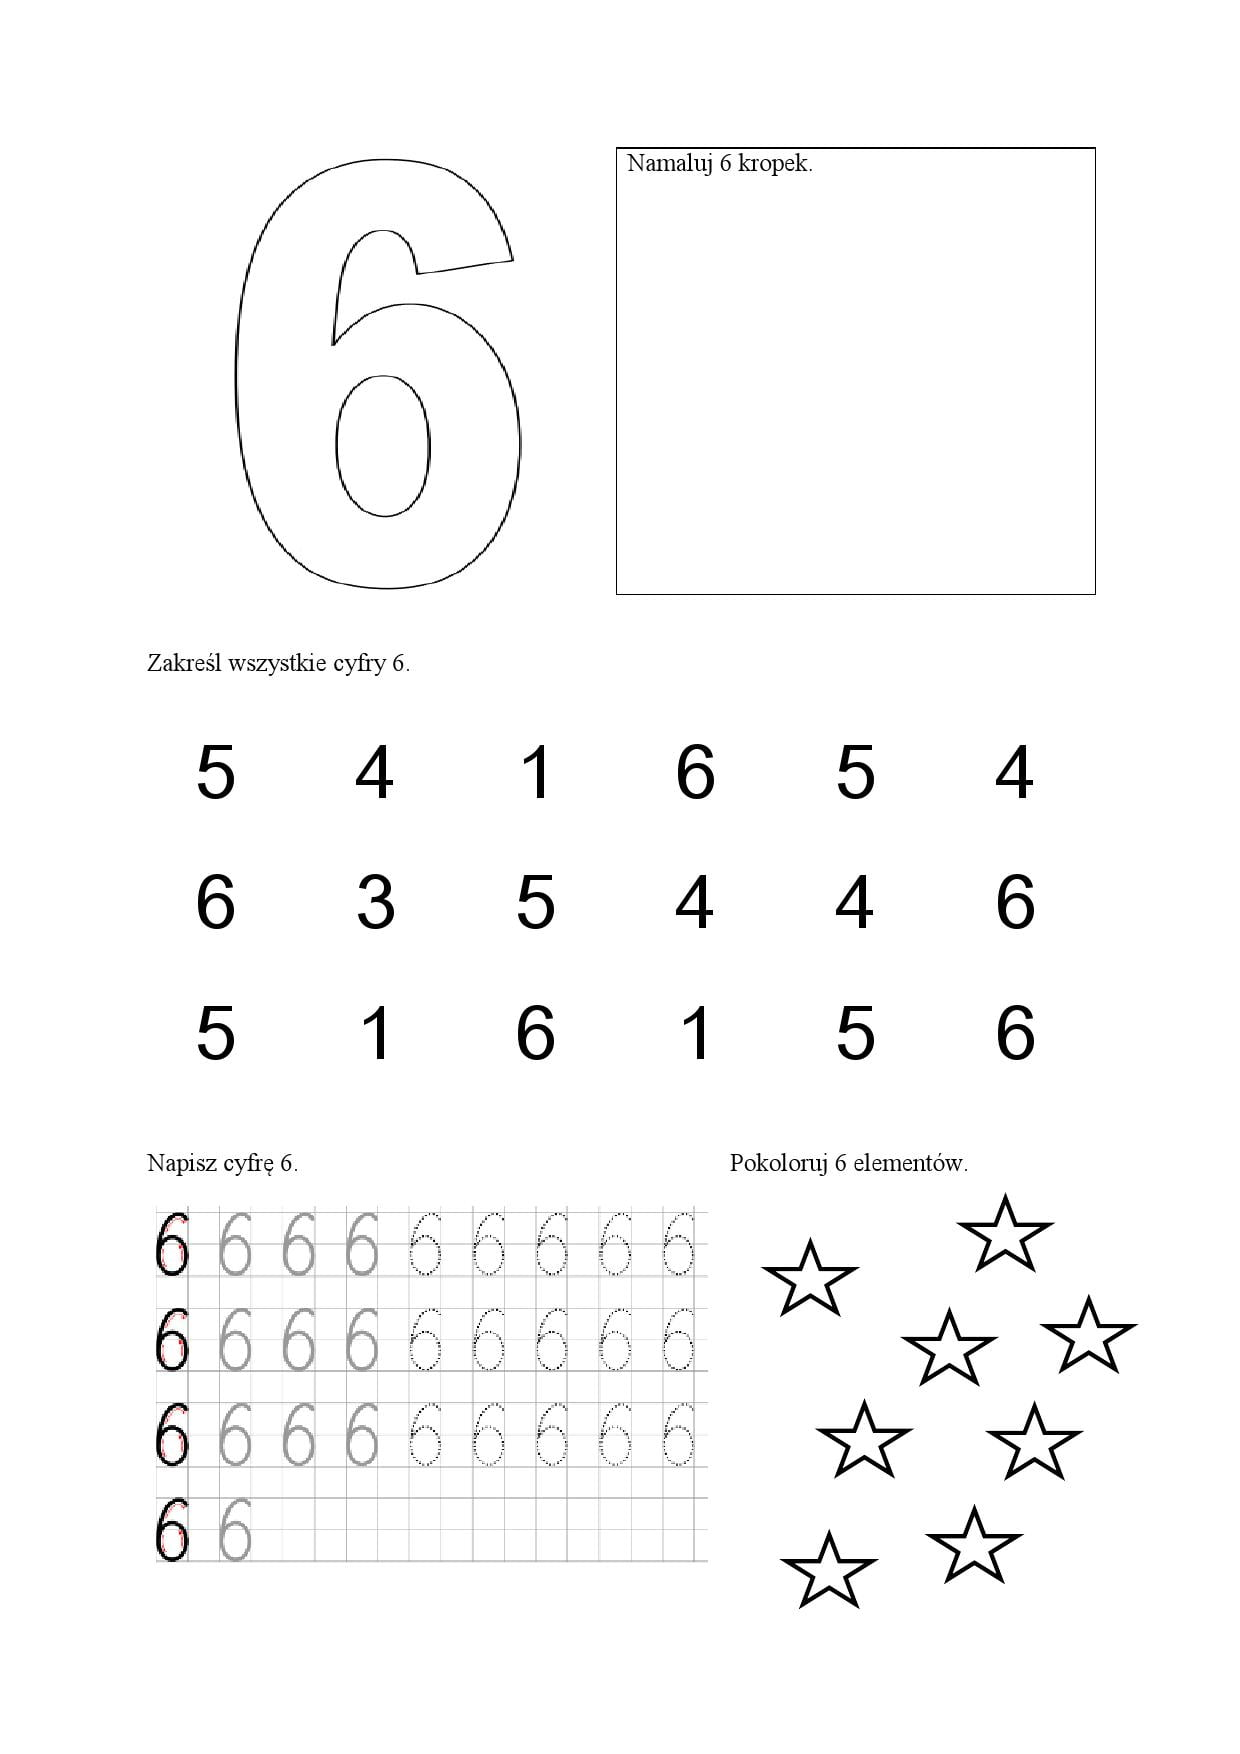 6
Namaluj 6 kropek.
Zakreśl wszystkie cyfry 6.
5 4 1 6 5 4
6 3 5 4 4 6
5 1 6 1 5 6
Napisz cyfrę 6.
6 6 6 6 6 6 6 6 6
6 6 6 6 6 6 6 6 6
6 6 6 6 6 6 6 6 6
6 6
Pokoloruj 6 elementów.